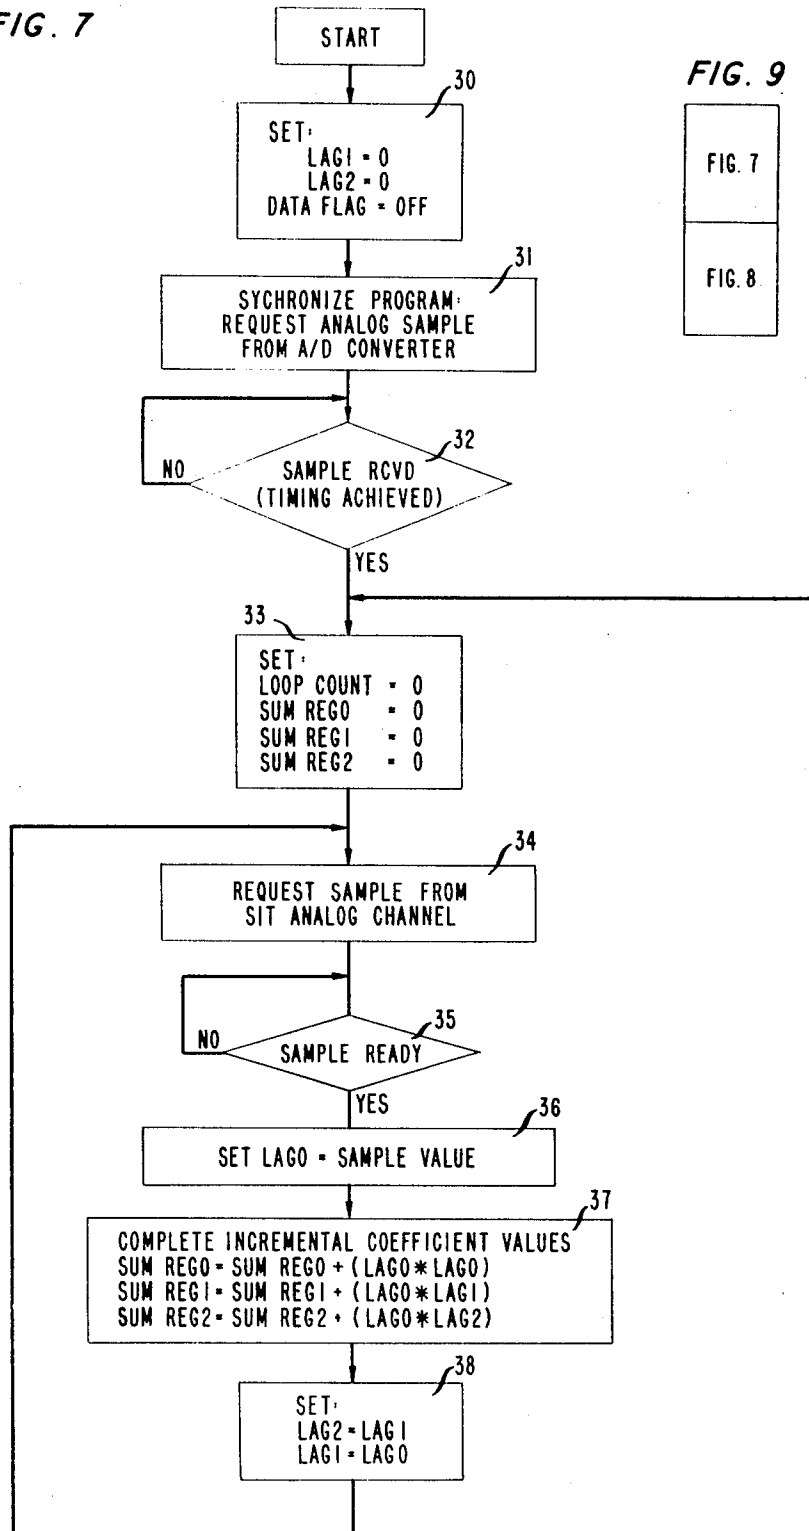 FIG. 7
START
30
SET:
LAG1 = 0
LAG2 = 0
DATA FLAG = OFF
31
SYCHRONIZE PROGRAM:
REQUEST ANALOG SAMPLE
FROM A/D CONVERTER
32
SAMPLE RCVD
(TIMING ACHIEVED)
NO
YES
33
SET:
LOOP COUNT = 0
SUM REG0 = 0
SUM REG1 = 0
SUM REG2 = 0
34
REQUEST SAMPLE FROM
SIT ANALOG CHANNEL
35
SAMPLE READY
NO
YES
36
SET LAG0 = SAMPLE VALUE
37
COMPLETE INCREMENTAL COEFFICIENT VALUES
SUM REG0 = SUM REG0 + (LAG0*LAG0)
SUM REG1 = SUM REG1 + (LAG0*LAG1)
SUM REG2 = SUM REG2 + (LAG0*LAG2)
38
SET:
LAG2 = LAG1
LAG1 = LAG0
FIG. 9
FIG. 7
FIG. 8